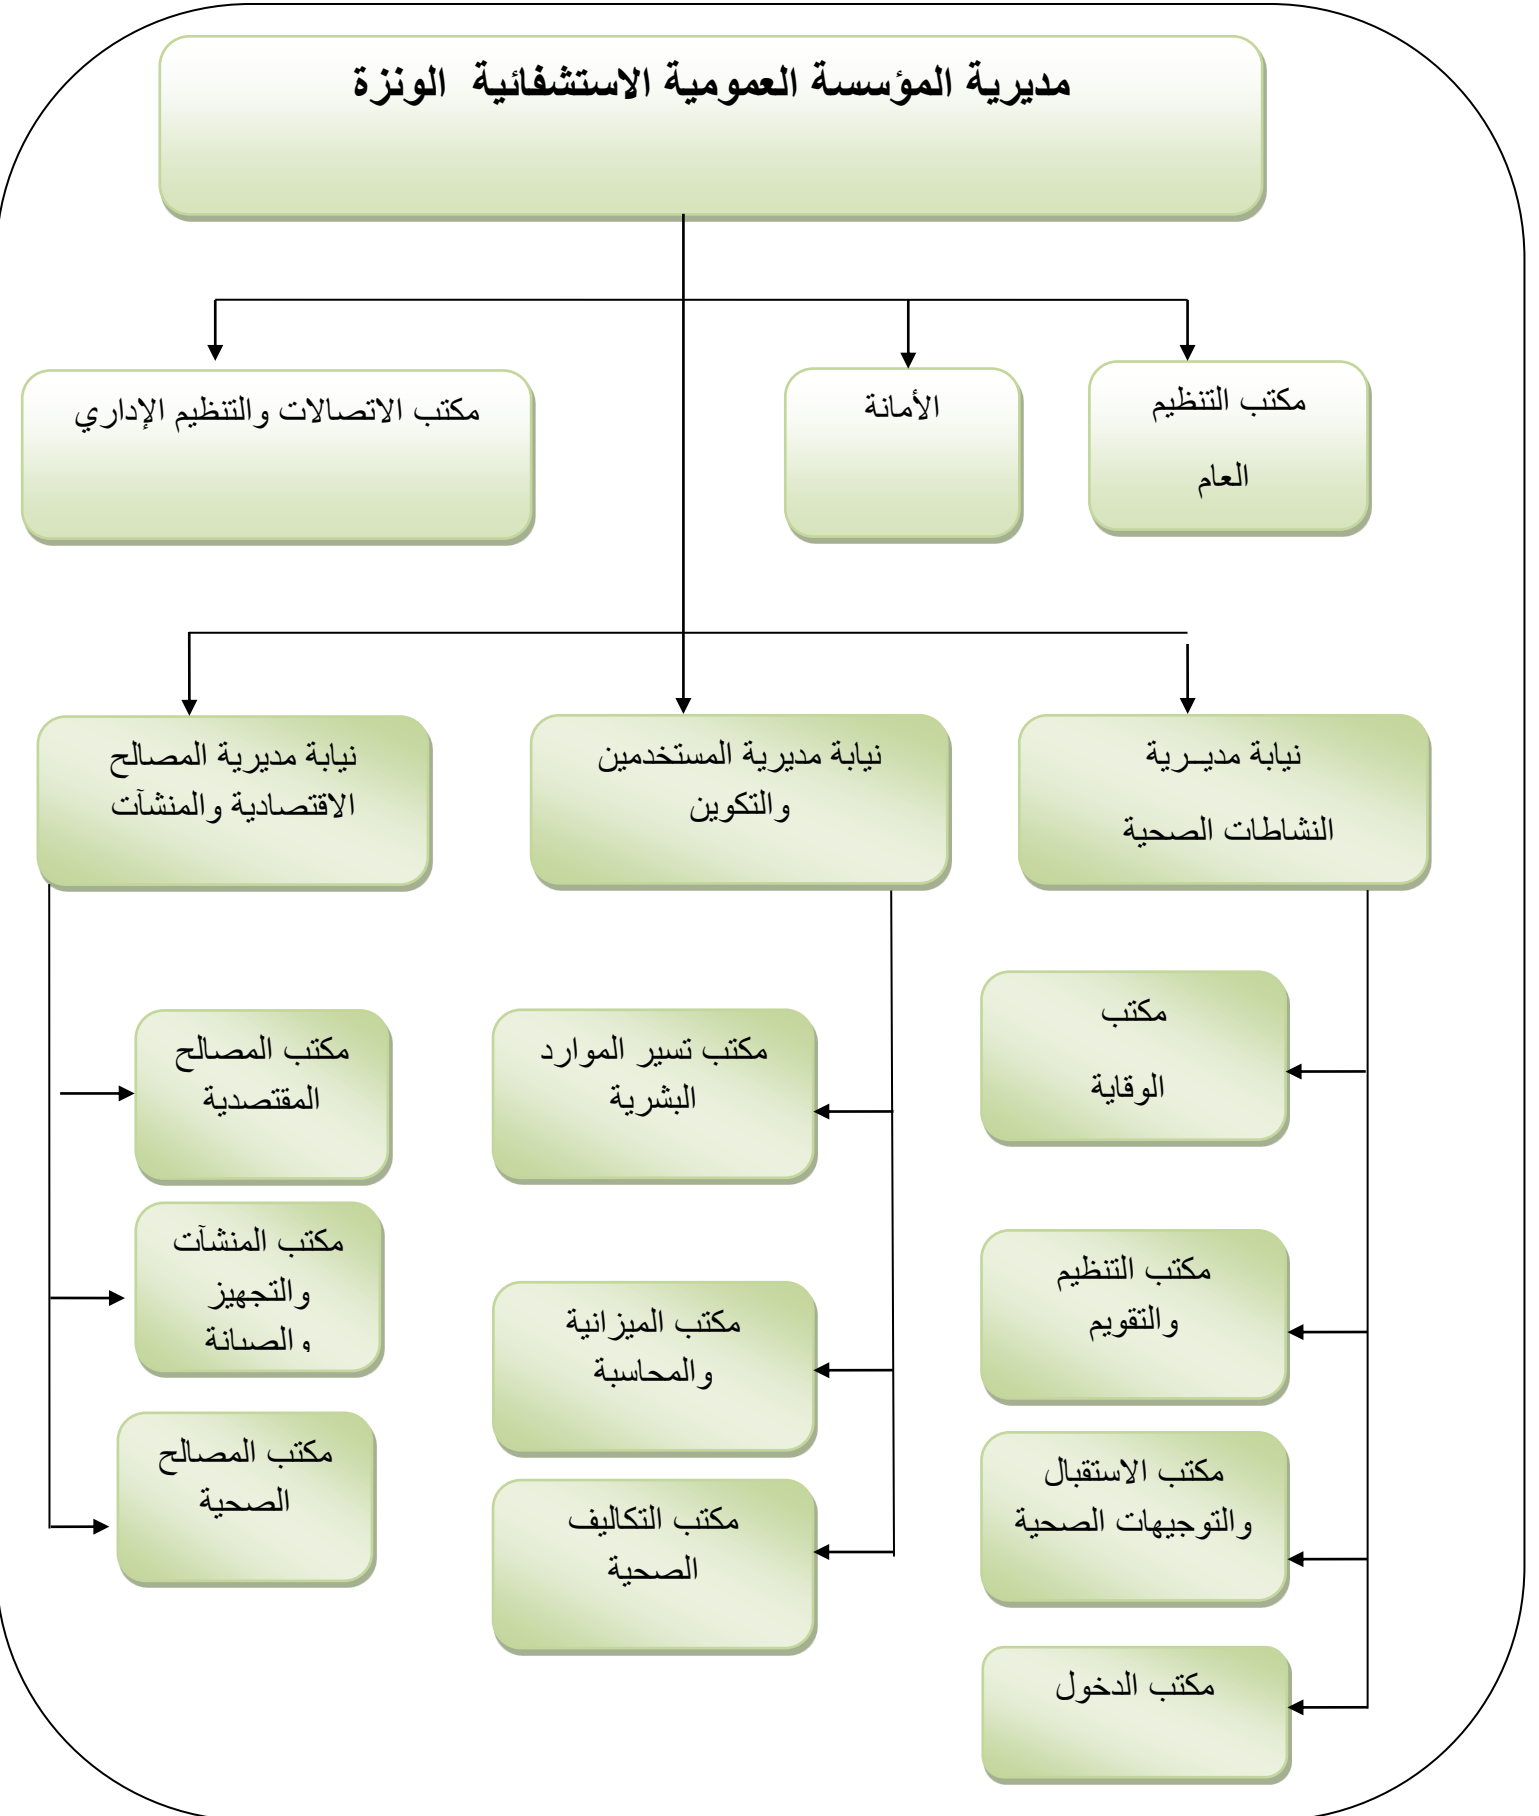 مديرية المؤسسة العمومية الاستشفائية الونزة
مكتب التنظيم
العام
الأمانة
مكتب الاتصالات والتنظيم الإداري
نيابة مديــرية
النشاطات الصحية
نيابة مديرية المستخدمين
والتكوين
نيابة مديرية المصالح
الاقتصادية والمنشآت
مكتب
الوقاية
مكتب التنظيم
والتقويم
مكتب الاستقبال
والتوجيهات الصحية
مكتب الدخول
مكتب تسير الموارد
البشرية
مكتب الميزانية
والمحاسبة
مكتب التكاليف
الصحية
مكتب المصالح
المقتصدية
مكتب المنشآت
والتجهيز
والصيانة
مكتب المصالح
الصحية